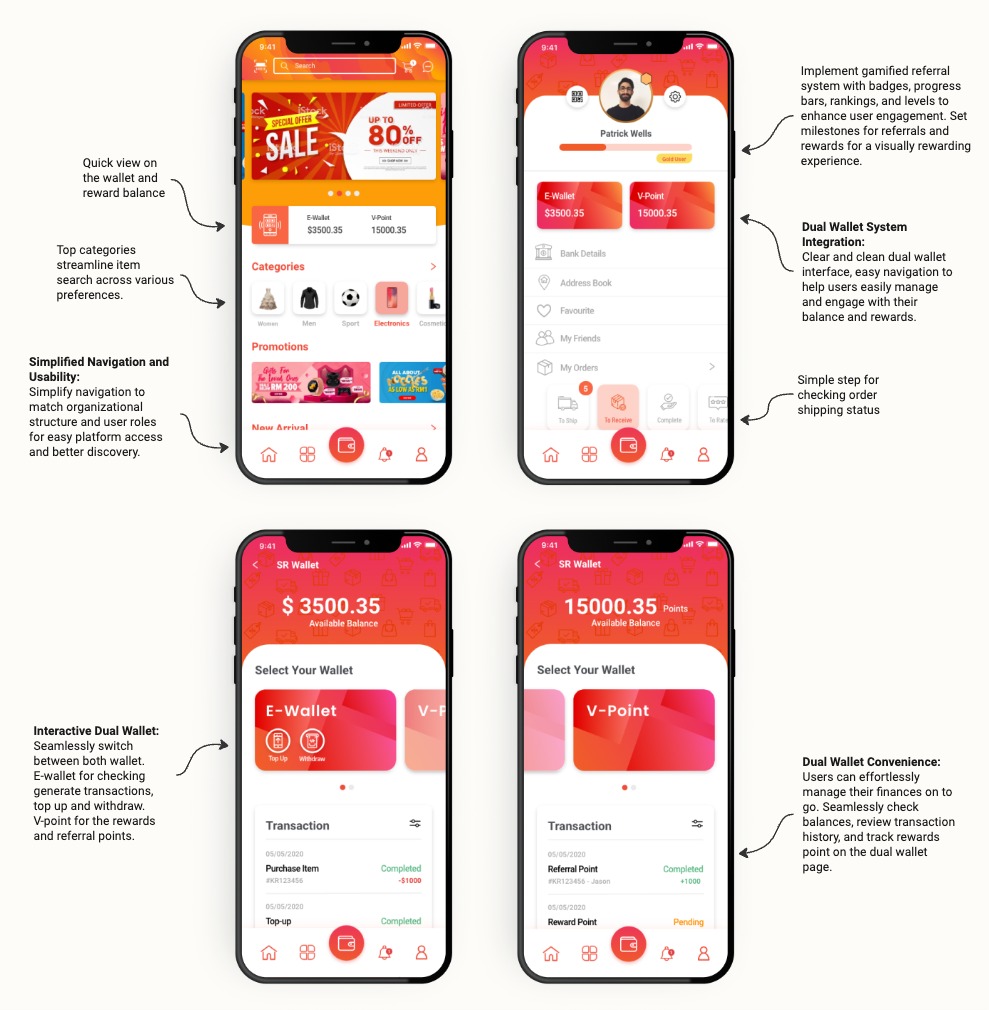 9:41
Search
iStock
iStock
SPECIAL OFFER
SALE
LIMITED OFFER
UP TO
80% OFF
THIS WEEKEND ONLY
E-Wallet
V-Point
$3500.35
15000.35
Categories
Women
Men
Sport
Electronics
Cosmetic
Promotions
Gifts For
the Loved Ones
RM 200
ALL ABOUT
AS LOW AS RM1
New Arrival
Quick view on
the wallet and
reward balance
Top categories
streamline item
search across various
preferences.
Simplified Navigation and
Usability:
Simplify navigation to
match organizational
structure and user roles
for easy platform access
and better discovery.
9:41
Patrick Wells
Gold User
E-Wallet
$3500.35
V-Point
15000.35
Bank Details
Address Book
Favourite
My Friends
My Orders
5
To Ship
To Receive
Complete
To Rate
Implement gamified referral
system with badges, progress
bars, rankings, and levels to
enhance user engagement. Set
milestones for referrals and
rewards for a visually rewarding
experience.
Dual Wallet System
Integration:
Clear and clean dual wallet
interface, easy navigation to
help users easily manage
and engage with their
balance and rewards.
Simple step for
checking order
shipping status
9:41
SR Wallet
$ 3500.35
Available Balance
Select Your Wallet
E-Wallet
V-P
Top Up
Withdraw
Transaction
05/05/2020
Purchase Item
Completed
#KR123456
-$1000
05/05/2020
Top-up
Completed
Interactive Dual Wallet:
Seamlessly switch
between both wallet.
E-wallet for checking
generate transactions,
top up and withdraw.
V-point for the rewards
and referral points.
9:41
SR Wallet
15000.35 Points
Available Balance
Select Your Wallet
V-Point
Transaction
05/05/2020
Referral Point
Completed
#KR123456 - Jason
+1000
05/05/2020
Reward Point
Pending
Dual Wallet Convenience:
Users can effortlessly
manage their finances on to
go. Seamlessly check
balances, review transaction
history, and track rewards
point on the dual wallet
page.